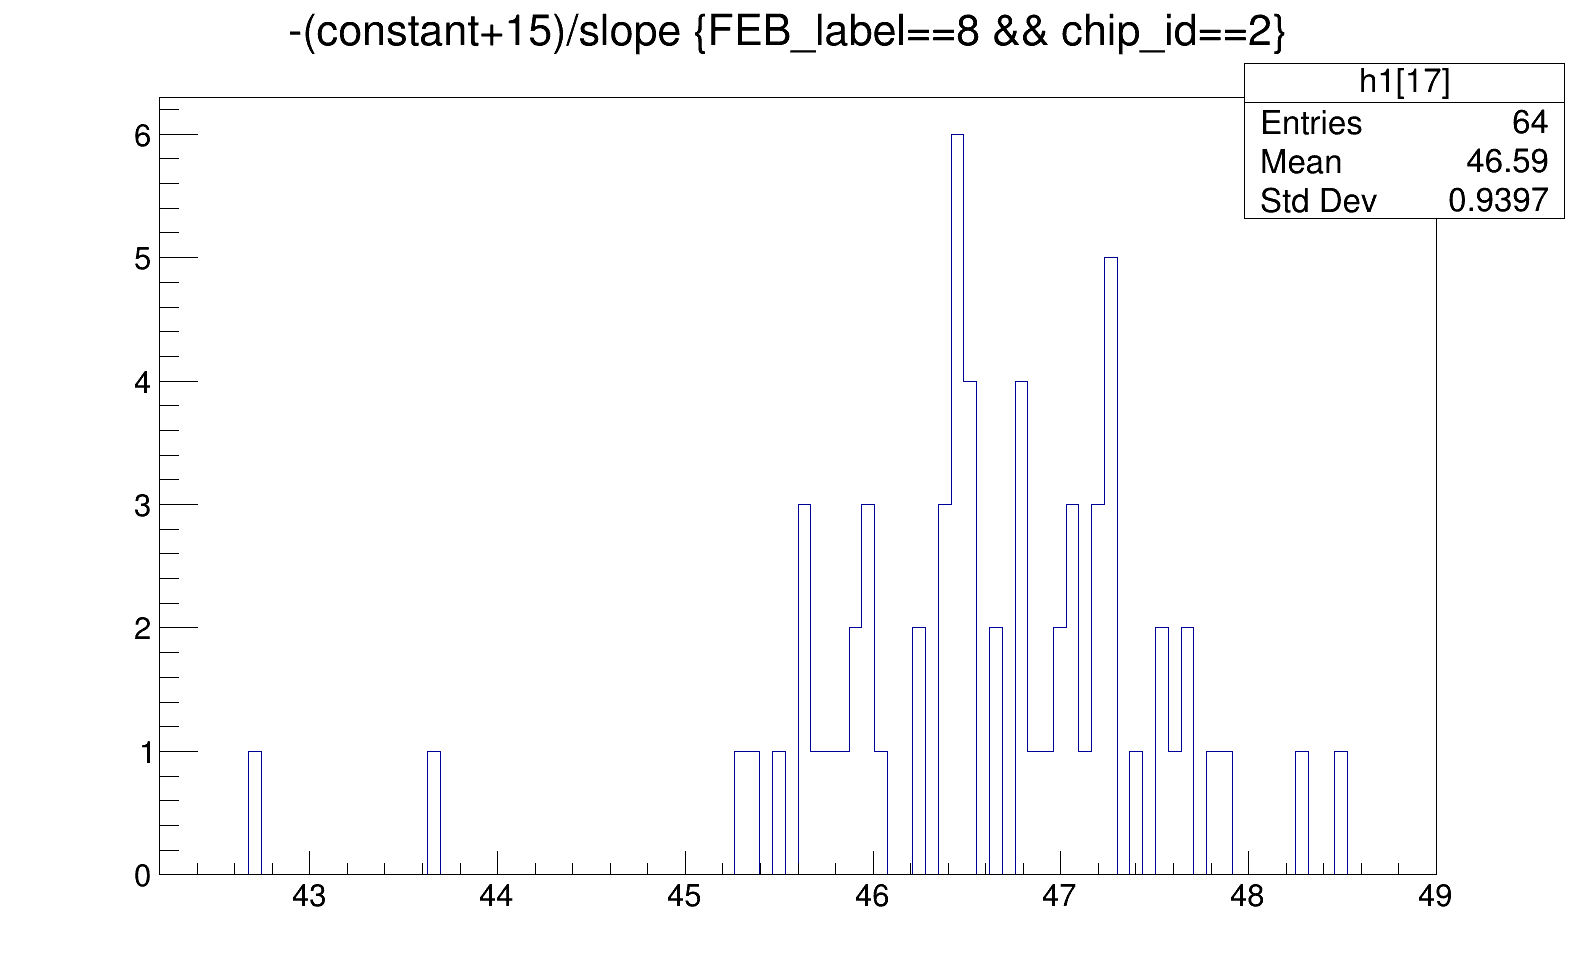 -(constant+15)/slope {FEB_label==8 && chip_id==2}
h1[17]
Entries 64
Mean 46.59
Std Dev 0.9397
6
5
4
3
2
1
0
43 44 45 46 47 48 49